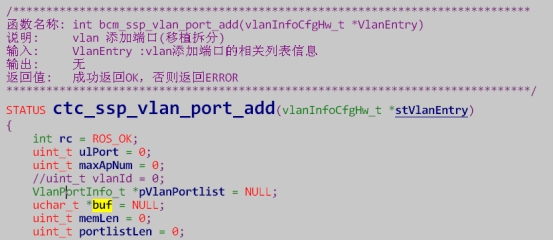 /*****************************************************************************
函数名称: int bcm_ssp_vlan_port_add(vlanInfoCfgHw_t *VlanEntry)
说明:     vlan 添加端口(移植拆分)
输入:     VlanEntry :vlan添加端口的相关列表信息
输出:     无
返回值:   成功返回OK, 否则返回ERROR
*****************************************************************************/
STATUS ctc_ssp_vlan_port_add(vlanInfoCfgHw_t *stVlanEntry)
{
    int rc = ROS_OK;
    uint_t ulPort = 0;
    uint_t maxApNum = 0;
    //uint_t vlanId = 0;
    VlanPortInfo_t *pVlanPortlist = NULL;
    uchar_t *buf = NULL;
    uint_t memLen = 0;
    uint_t portlistLen = 0;